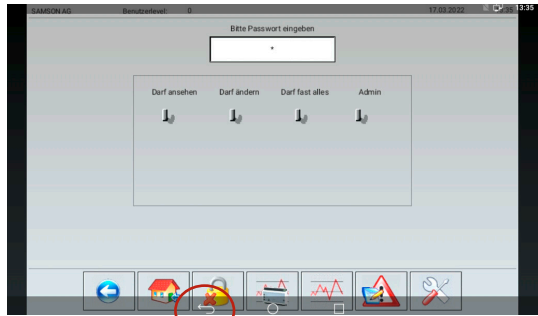 SAMSON AG Benutzerlevel: 0 17.03.2022 13:35
Bitte Passwort eingeben
*
Darf ansehen Darf ändern Darf fast alles Admin